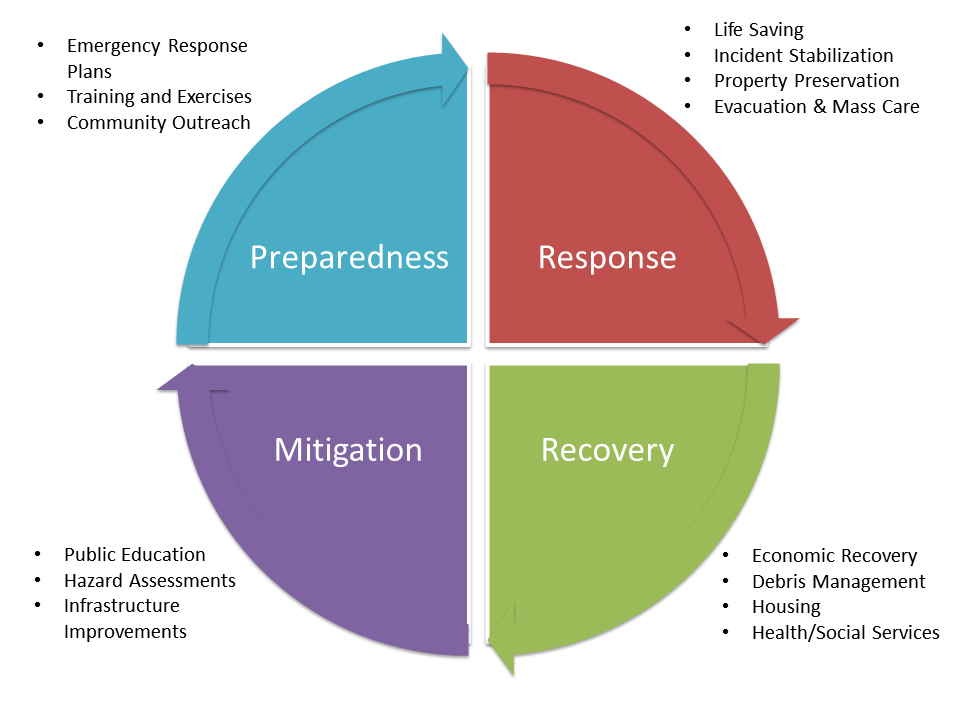 • Emergency Response
Plans
• Training and Exercises
• Community Outreach
• Life Saving
• Incident Stabilization
• Property Preservation
• Evacuation & Mass Care
Preparedness
Response
Mitigation
Recovery
• Public Education
• Hazard Assessments
• Infrastructure
Improvements
• Economic Recovery
• Debris Management
• Housing
• Health/Social Services